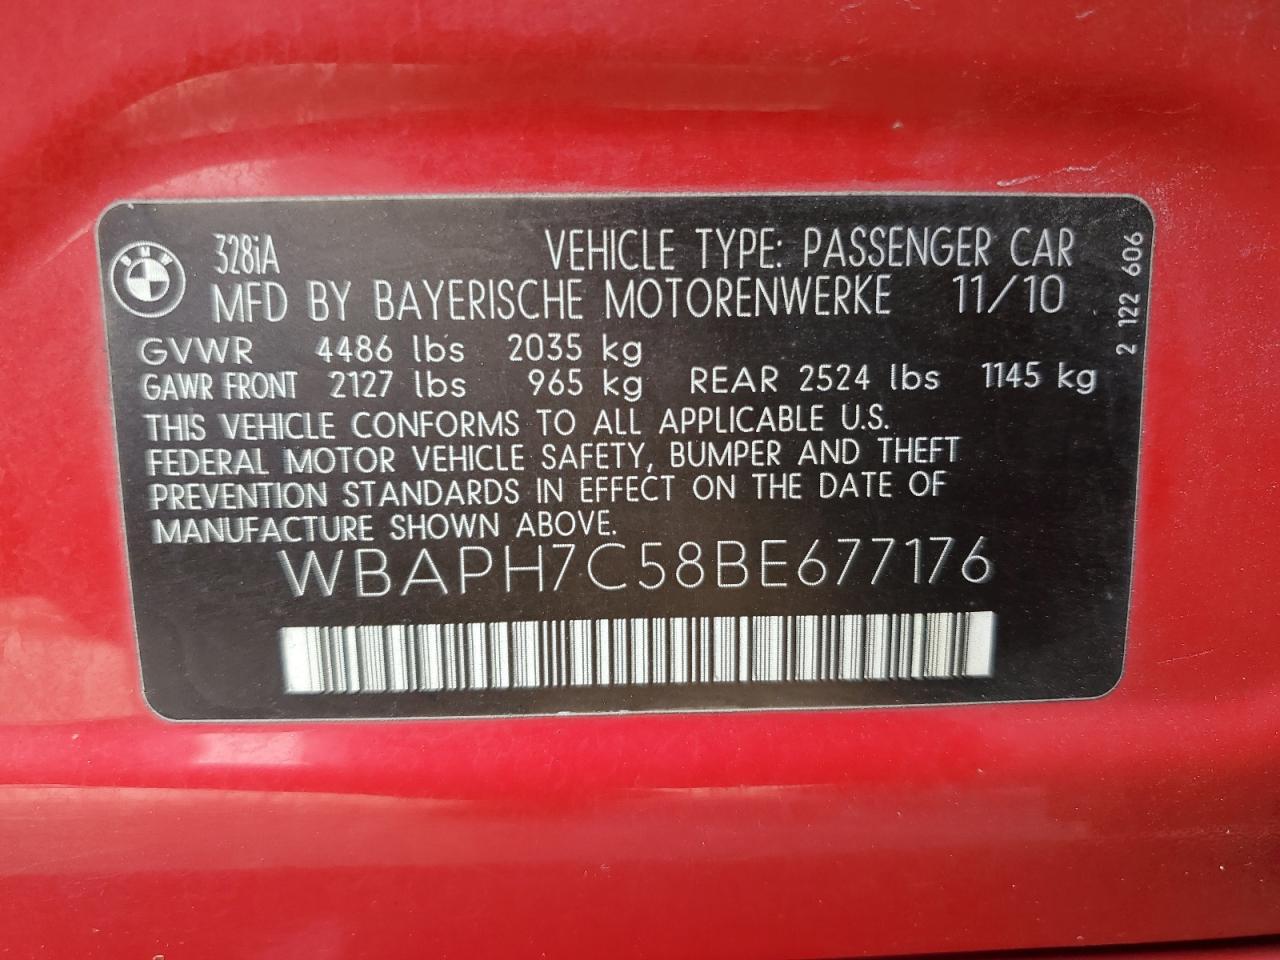 BMW
328iA VEHICLE TYPE: PASSENGER CAR
MFD BY BAYERISCHE MOTORENWERKE 11/10
GVWR 4486 lbs 2035 kg
GAWR FRONT 2127 lbs 965 kg REAR 2524 lbs 1145 kg
THIS VEHICLE CONFORMS TO ALL APPLICABLE U.S.
FEDERAL MOTOR VEHICLE SAFETY, BUMPER AND THEFT
PREVENTION STANDARDS IN EFFECT ON THE DATE OF
MANUFACTURE SHOWN ABOVE.
WBAPH7C58BE677176
2 122 606